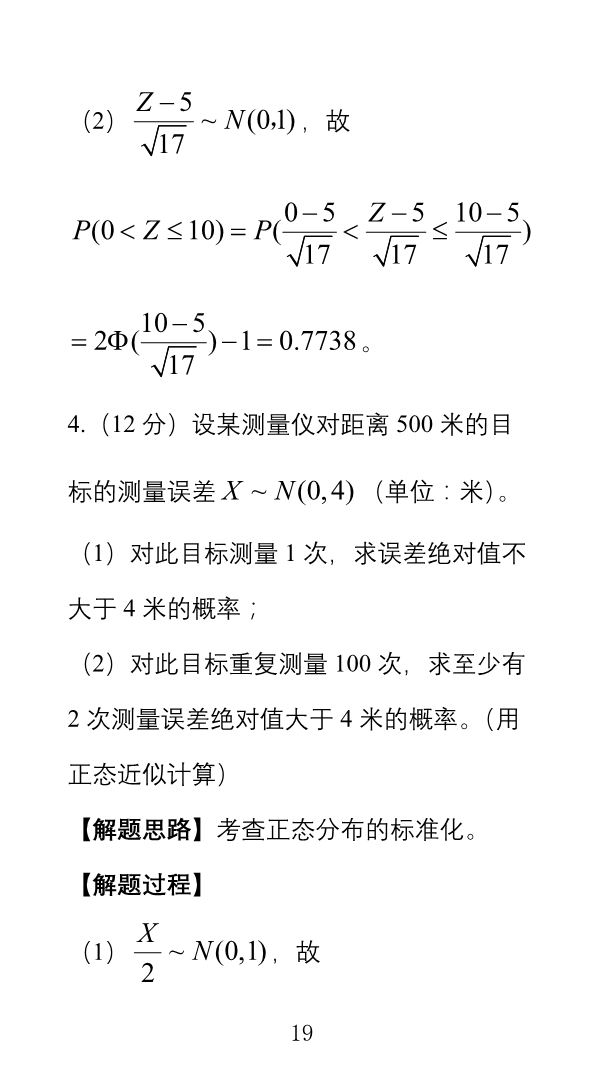 （2） $\frac{Z-5}{\sqrt{17}} \sim N(0,1)$，故
$P(0<Z\leq 10)=P(\frac{0-5}{\sqrt{17}}<\frac{Z-5}{\sqrt{17}}\leq\frac{10-5}{\sqrt{17}})$
$=2\Phi(\frac{10-5}{\sqrt{17}})-1=0.7738$。
4.（12 分）设某测量仪对距离 500 米的目
标的测量误差 $X \sim N(0,4)$（单位：米）。
（1）对此目标测量 1 次，求误差绝对值不
大于 4 米的概率；
（2）对此目标重复测量 100 次，求至少有
2 次测量误差绝对值大于 4 米的概率。（用
正态近似计算）
【解题思路】考查正态分布的标准化。
【解题过程】
（1） $\frac{X}{2} \sim N(0,1)$，故
19